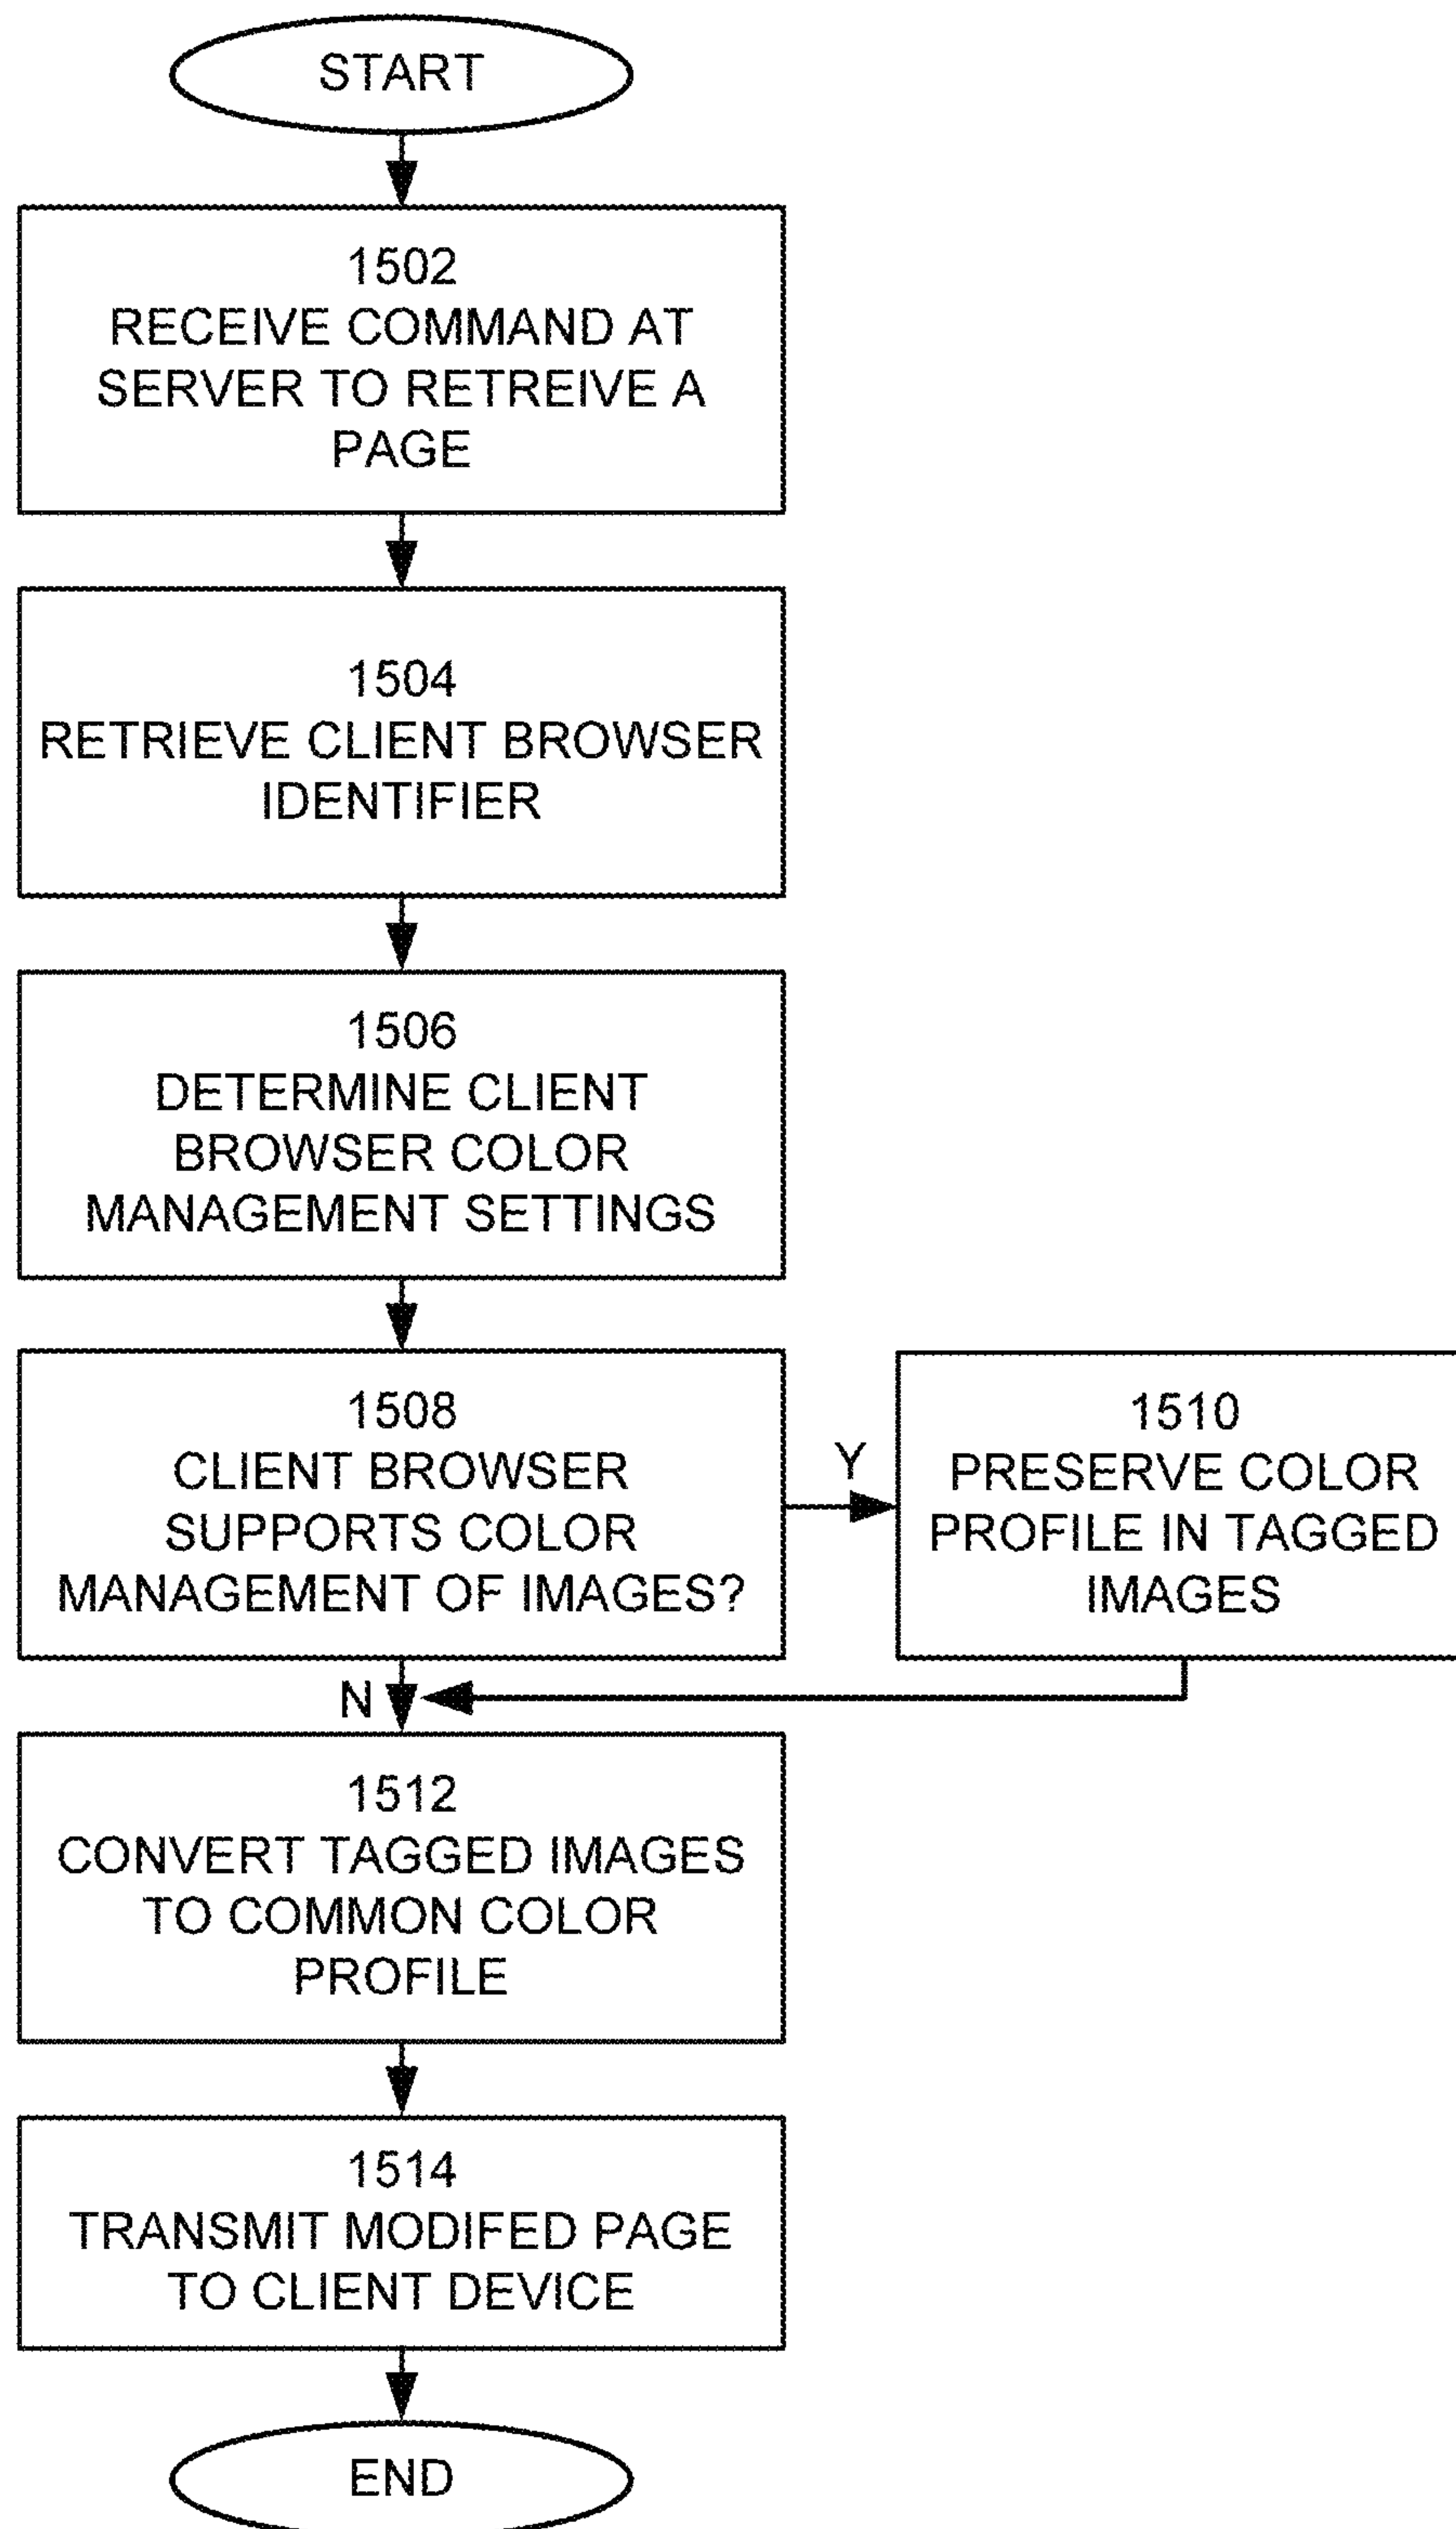 START
1502
RECEIVE COMMAND AT
SERVER TO RETREIVE A
PAGE
1504
RETRIEVE CLIENT BROWSER
IDENTIFIER
1506
DETERMINE CLIENT
BROWSER COLOR
MANAGEMENT SETTINGS
1508
CLIENT BROWSER
SUPPORTS COLOR
MANAGEMENT OF IMAGES?
Y
1510
PRESERVE COLOR
PROFILE IN TAGGED
IMAGES
N
1512
CONVERT TAGGED IMAGES
TO COMMON COLOR
PROFILE
1514
TRANSMIT MODIFED PAGE
TO CLIENT DEVICE
END